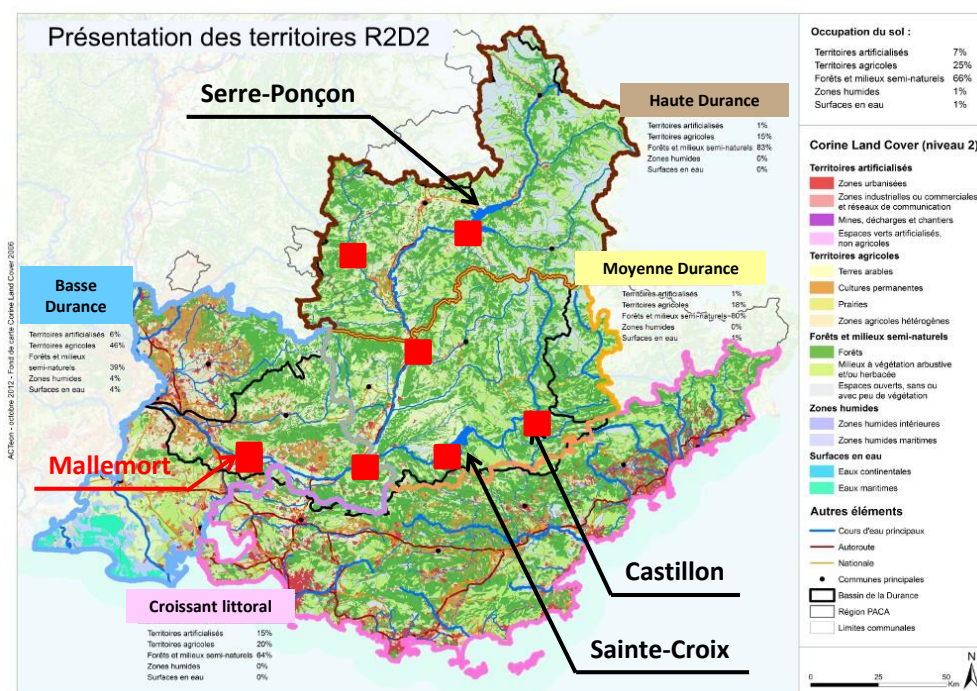 Présentation des territoires R2D2
Serre-Ponçon
Haute Durance
Territoires artificialisés 1%
Territoires agricoles 15%
Forêts et milieux semi-naturels 83%
Zones humides 0%
Surfaces en eau 0%
Moyenne Durance
Territoires artificialisés 1%
Territoires agricoles 18%
Forêts et milieux semi-naturels 80%
Zones humides 0%
Surfaces en eau 1%
Basse
Durance
Territoires artificialisés 6%
Territoires agricoles 46%
Forêts et milieux
semi-naturels 39%
Zones humides 4%
Surfaces en eau 4%
Mallemort
Castillon
Sainte-Croix
Croissant littoral
Territoires artificialisés 15%
Territoires agricoles 20%
Forêts et milieux semi-naturels 64%
Zones humides 0%
Surfaces en eau 0%
ACTeon - octobre 2012 - Fond de carte Corine Land Cover 2006
Occupation du sol :
Territoires artificialisés 7%
Territoires agricoles 25%
Forêts et milieux semi-naturels 66%
Zones humides 1%
Surfaces en eau 1%
Corine Land Cover (niveau 2)
Territoires artificialisés
Zones urbanisées
Zones industrielles ou commerciales
et réseaux de communication
Mines, décharges et chantiers
Espaces verts artificialisés,
non agricoles
Territoires agricoles
Terres arables
Cultures permanentes
Prairies
Zones agricoles hétérogènes
Forêts et milieux semi-naturels
Forêts
Milieux à végétation arbustive
et/ou herbacée
Espaces ouverts, sans ou
avec peu de végétation
Zones humides
Zones humides intérieures
Zones humides maritimes
Surfaces en eau
Eaux continentales
Eaux maritimes
Autres éléments
Cours d'eau principaux
Autoroute
Nationale
Communes principales
Bassin de la Durance
Région PACA
Limites communales
N
0 25 50
Km